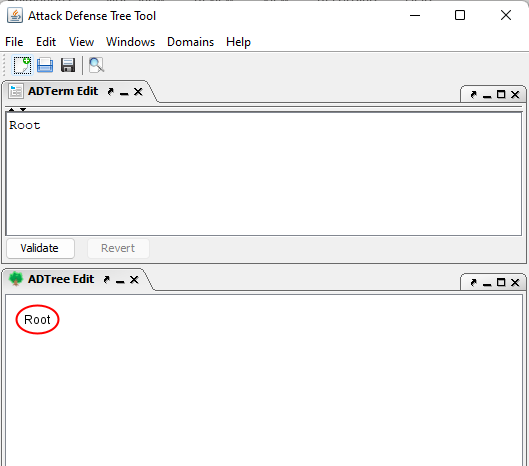 Attack Defense Tree Tool
File Edit View Windows Domains Help
ADTerm Edit
Root
Validate Revert
ADTree Edit
Root